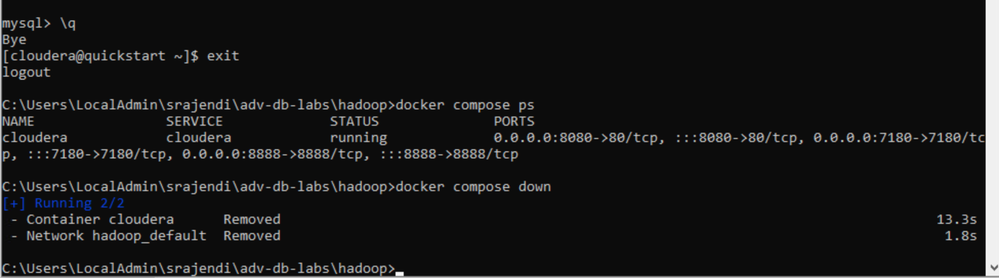 mysql> \q
Bye
[cloudera@quickstart ~]$ exit
logout
C:\Users\LocalAdmin\srajendi\adv-db-labs\hadoop>docker compose ps
NAME                SERVICE             STATUS              PORTS
cloudera            cloudera            running             0.0.0.0:8080->80/tcp, :::8080->80/tcp, 0.0.0.0:7180->7180/tc
p, :::7180->7180/tcp, 0.0.0.0:8888->8888/tcp, :::8888->8888/tcp
C:\Users\LocalAdmin\srajendi\adv-db-labs\hadoop>docker compose down
[+] Running 2/2
 - Container cloudera      Removed                                                                                13.3s
 - Network hadoop_default  Removed                                                                                 1.8s
C:\Users\LocalAdmin\srajendi\adv-db-labs\hadoop>